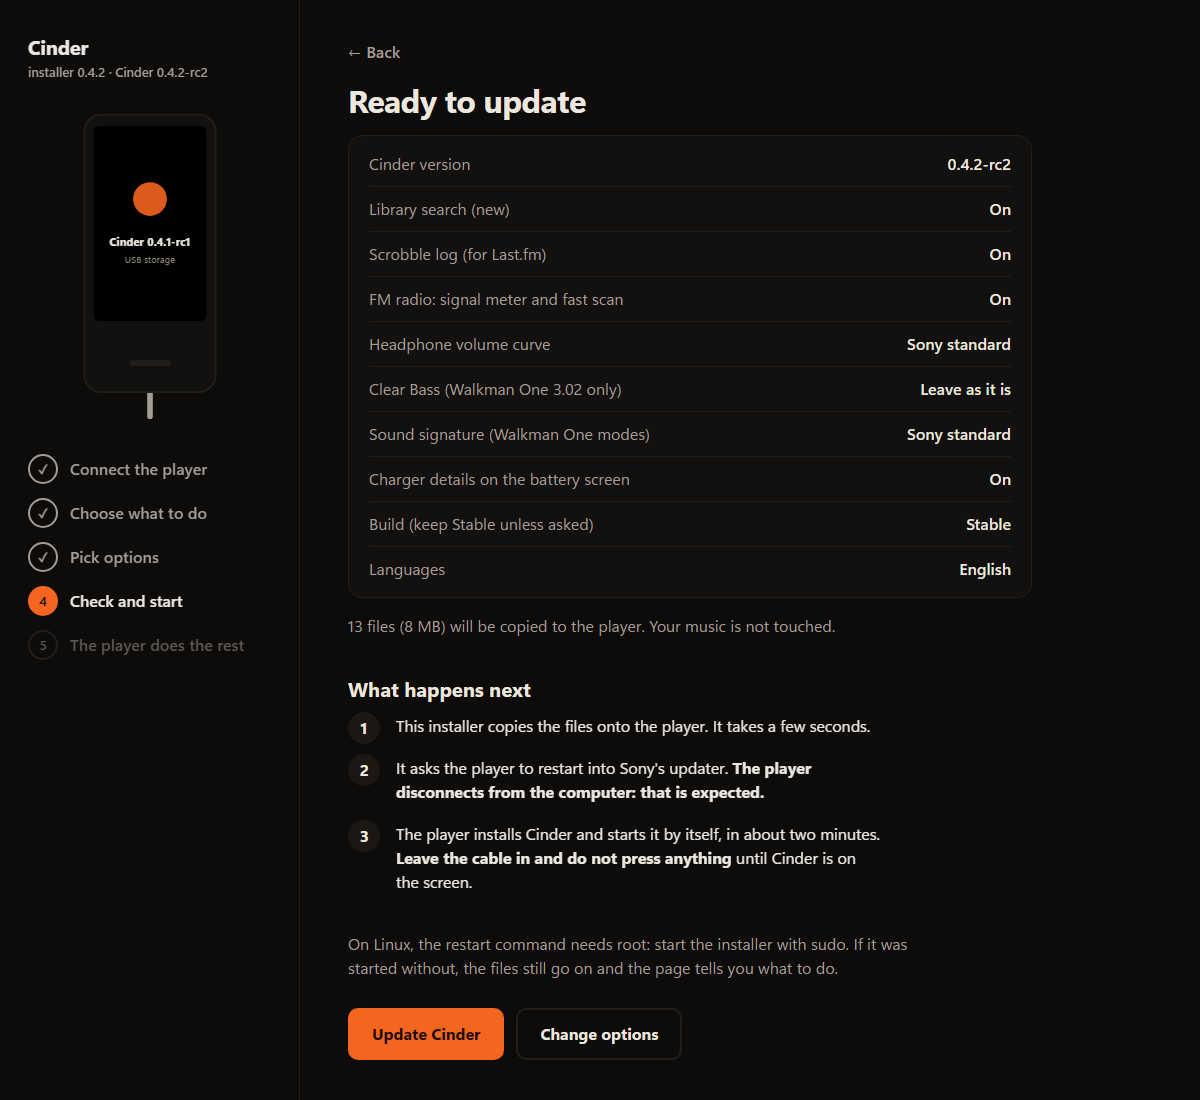 Cinder
installer 0.4.2 · Cinder 0.4.2-rc2
Cinder 0.4.1-rc1
USB storage
✓ Connect the player
✓ Choose what to do
✓ Pick options
4 Check and start
5 The player does the rest
← Back
Ready to update
Cinder version 0.4.2-rc2
Library search (new) On
Scrobble log (for Last.fm) On
FM radio: signal meter and fast scan On
Headphone volume curve Sony standard
Clear Bass (Walkman One 3.02 only) Leave as it is
Sound signature (Walkman One modes) Sony standard
Charger details on the battery screen On
Build (keep Stable unless asked) Stable
Languages English
13 files (8 MB) will be copied to the player. Your music is not touched.
What happens next
1 This installer copies the files onto the player. It takes a few seconds.
2 It asks the player to restart into Sony's updater. The player
disconnects from the computer: that is expected.
3 The player installs Cinder and starts it by itself, in about two minutes.
Leave the cable in and do not press anything until Cinder is on
the screen.
On Linux, the restart command needs root: start the installer with sudo. If it was
started without, the files still go on and the page tells you what to do.
Update Cinder
Change options